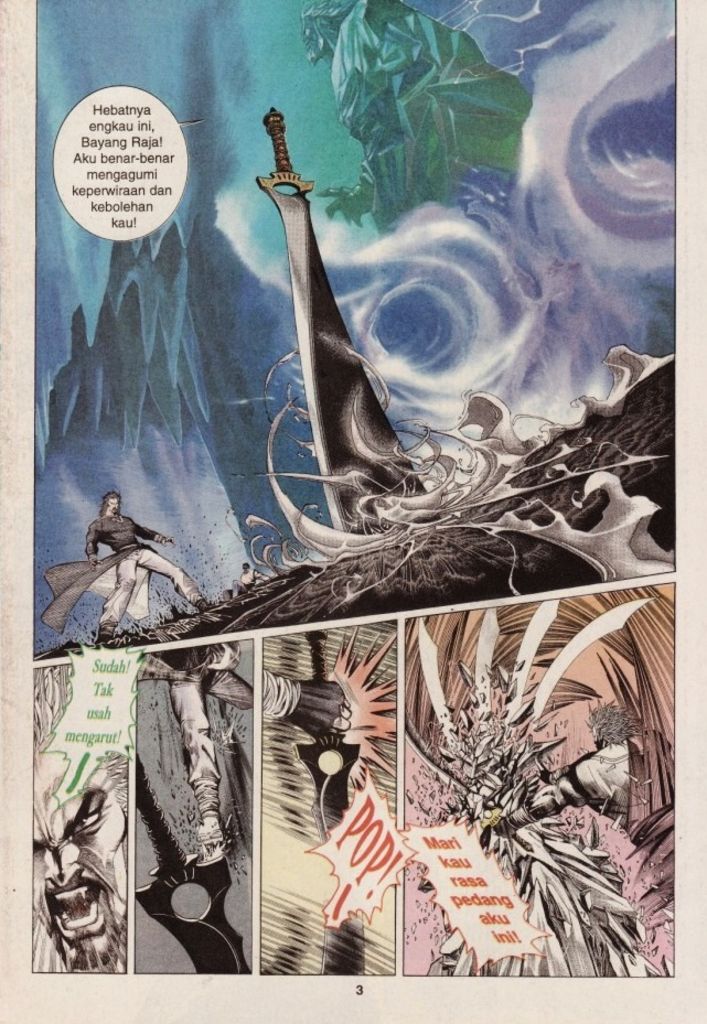 Hebatnya
engkau ini,
Bayang Raja!
Aku benar-benar
mengagumi
keperwiraan dan
kebolehan
kau!
Sudah!
Tak
usah
mengarut!
POP!
Mari
kau
rasa
pedang
aku
ini!
3